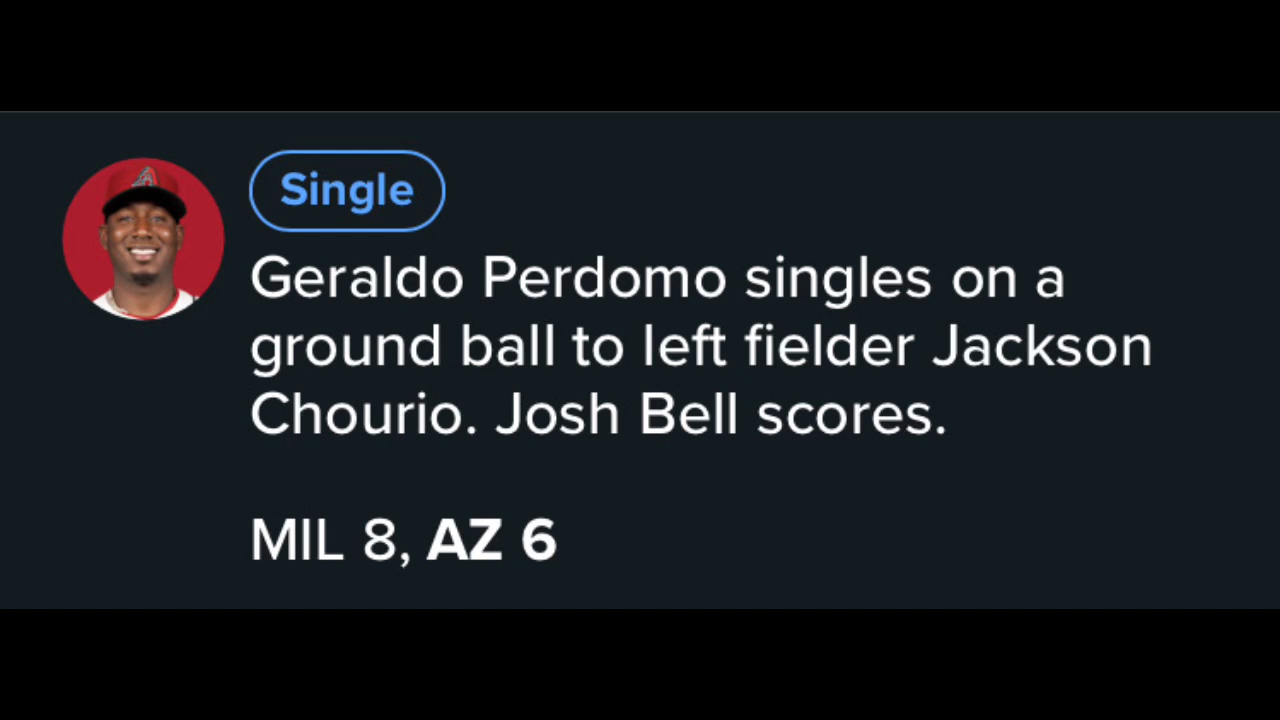 Single
Geraldo Perdomo singles on a
ground ball to left fielder Jackson
Chourio. Josh Bell scores.
MIL 8, AZ 6